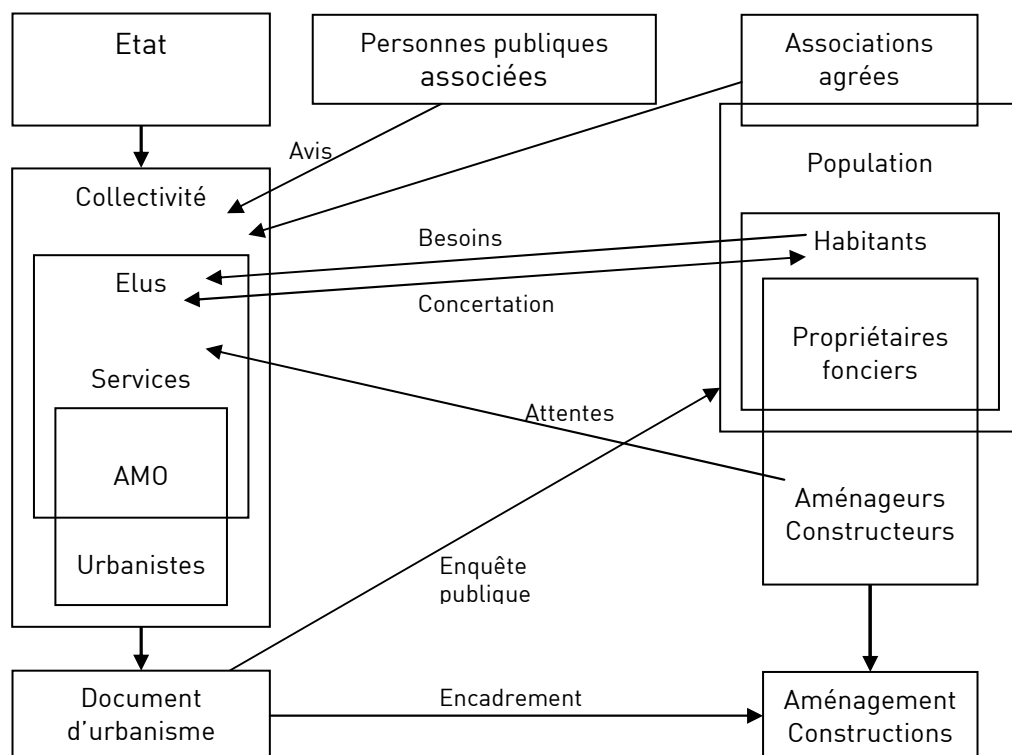 Etat
Personnes publiques
associées
Associations
agrées
Avis
Population
Collectivité
Besoins
Habitants
Elus
Concertation
Propriétaires
fonciers
Services
Attentes
AMO
Aménageurs
Constructeurs
Urbanistes
Enquête
publique
Document
d'urbanisme
Encadrement
Aménagement
Constructions